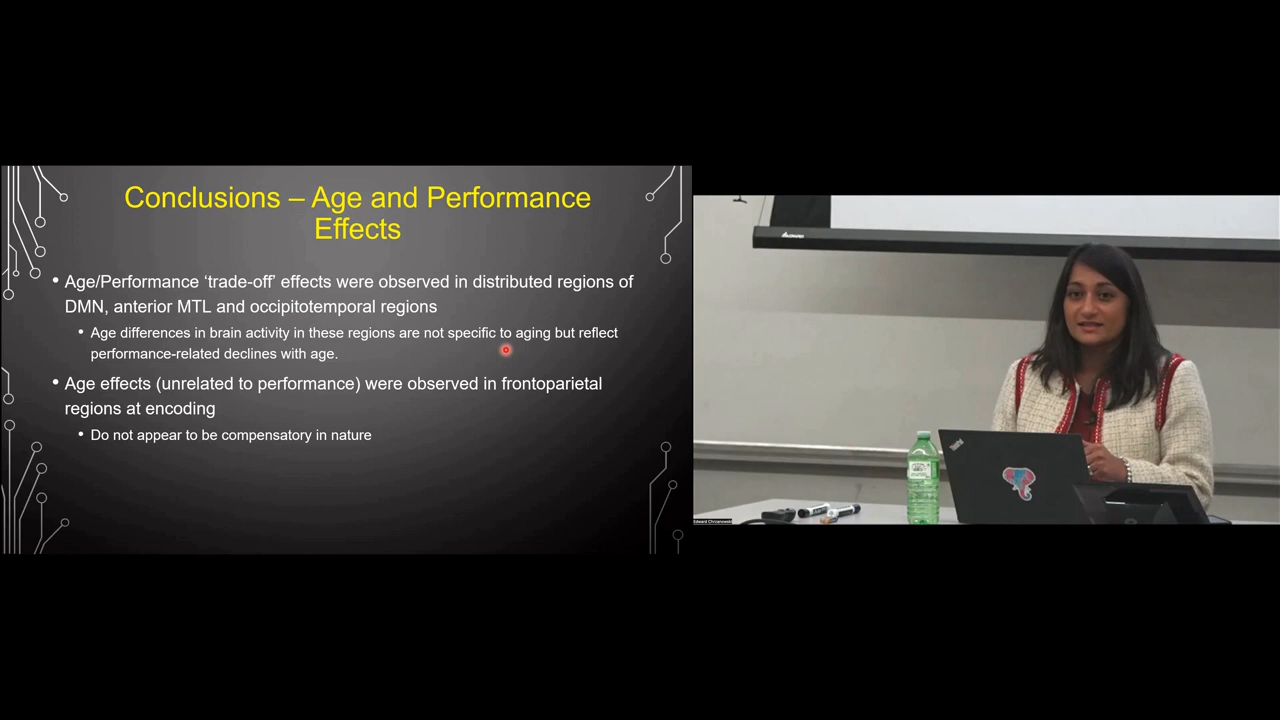 Conclusions – Age and Performance
Effects
• Age/Performance ‘trade-off’ effects were observed in distributed regions of
DMN, anterior MTL and occipitotemporal regions
• Age differences in brain activity in these regions are not specific to aging but reflect
performance-related declines with age.
• Age effects (unrelated to performance) were observed in frontoparietal
regions at encoding
• Do not appear to be compensatory in nature
ThinkPad
Edward Chrzanowski